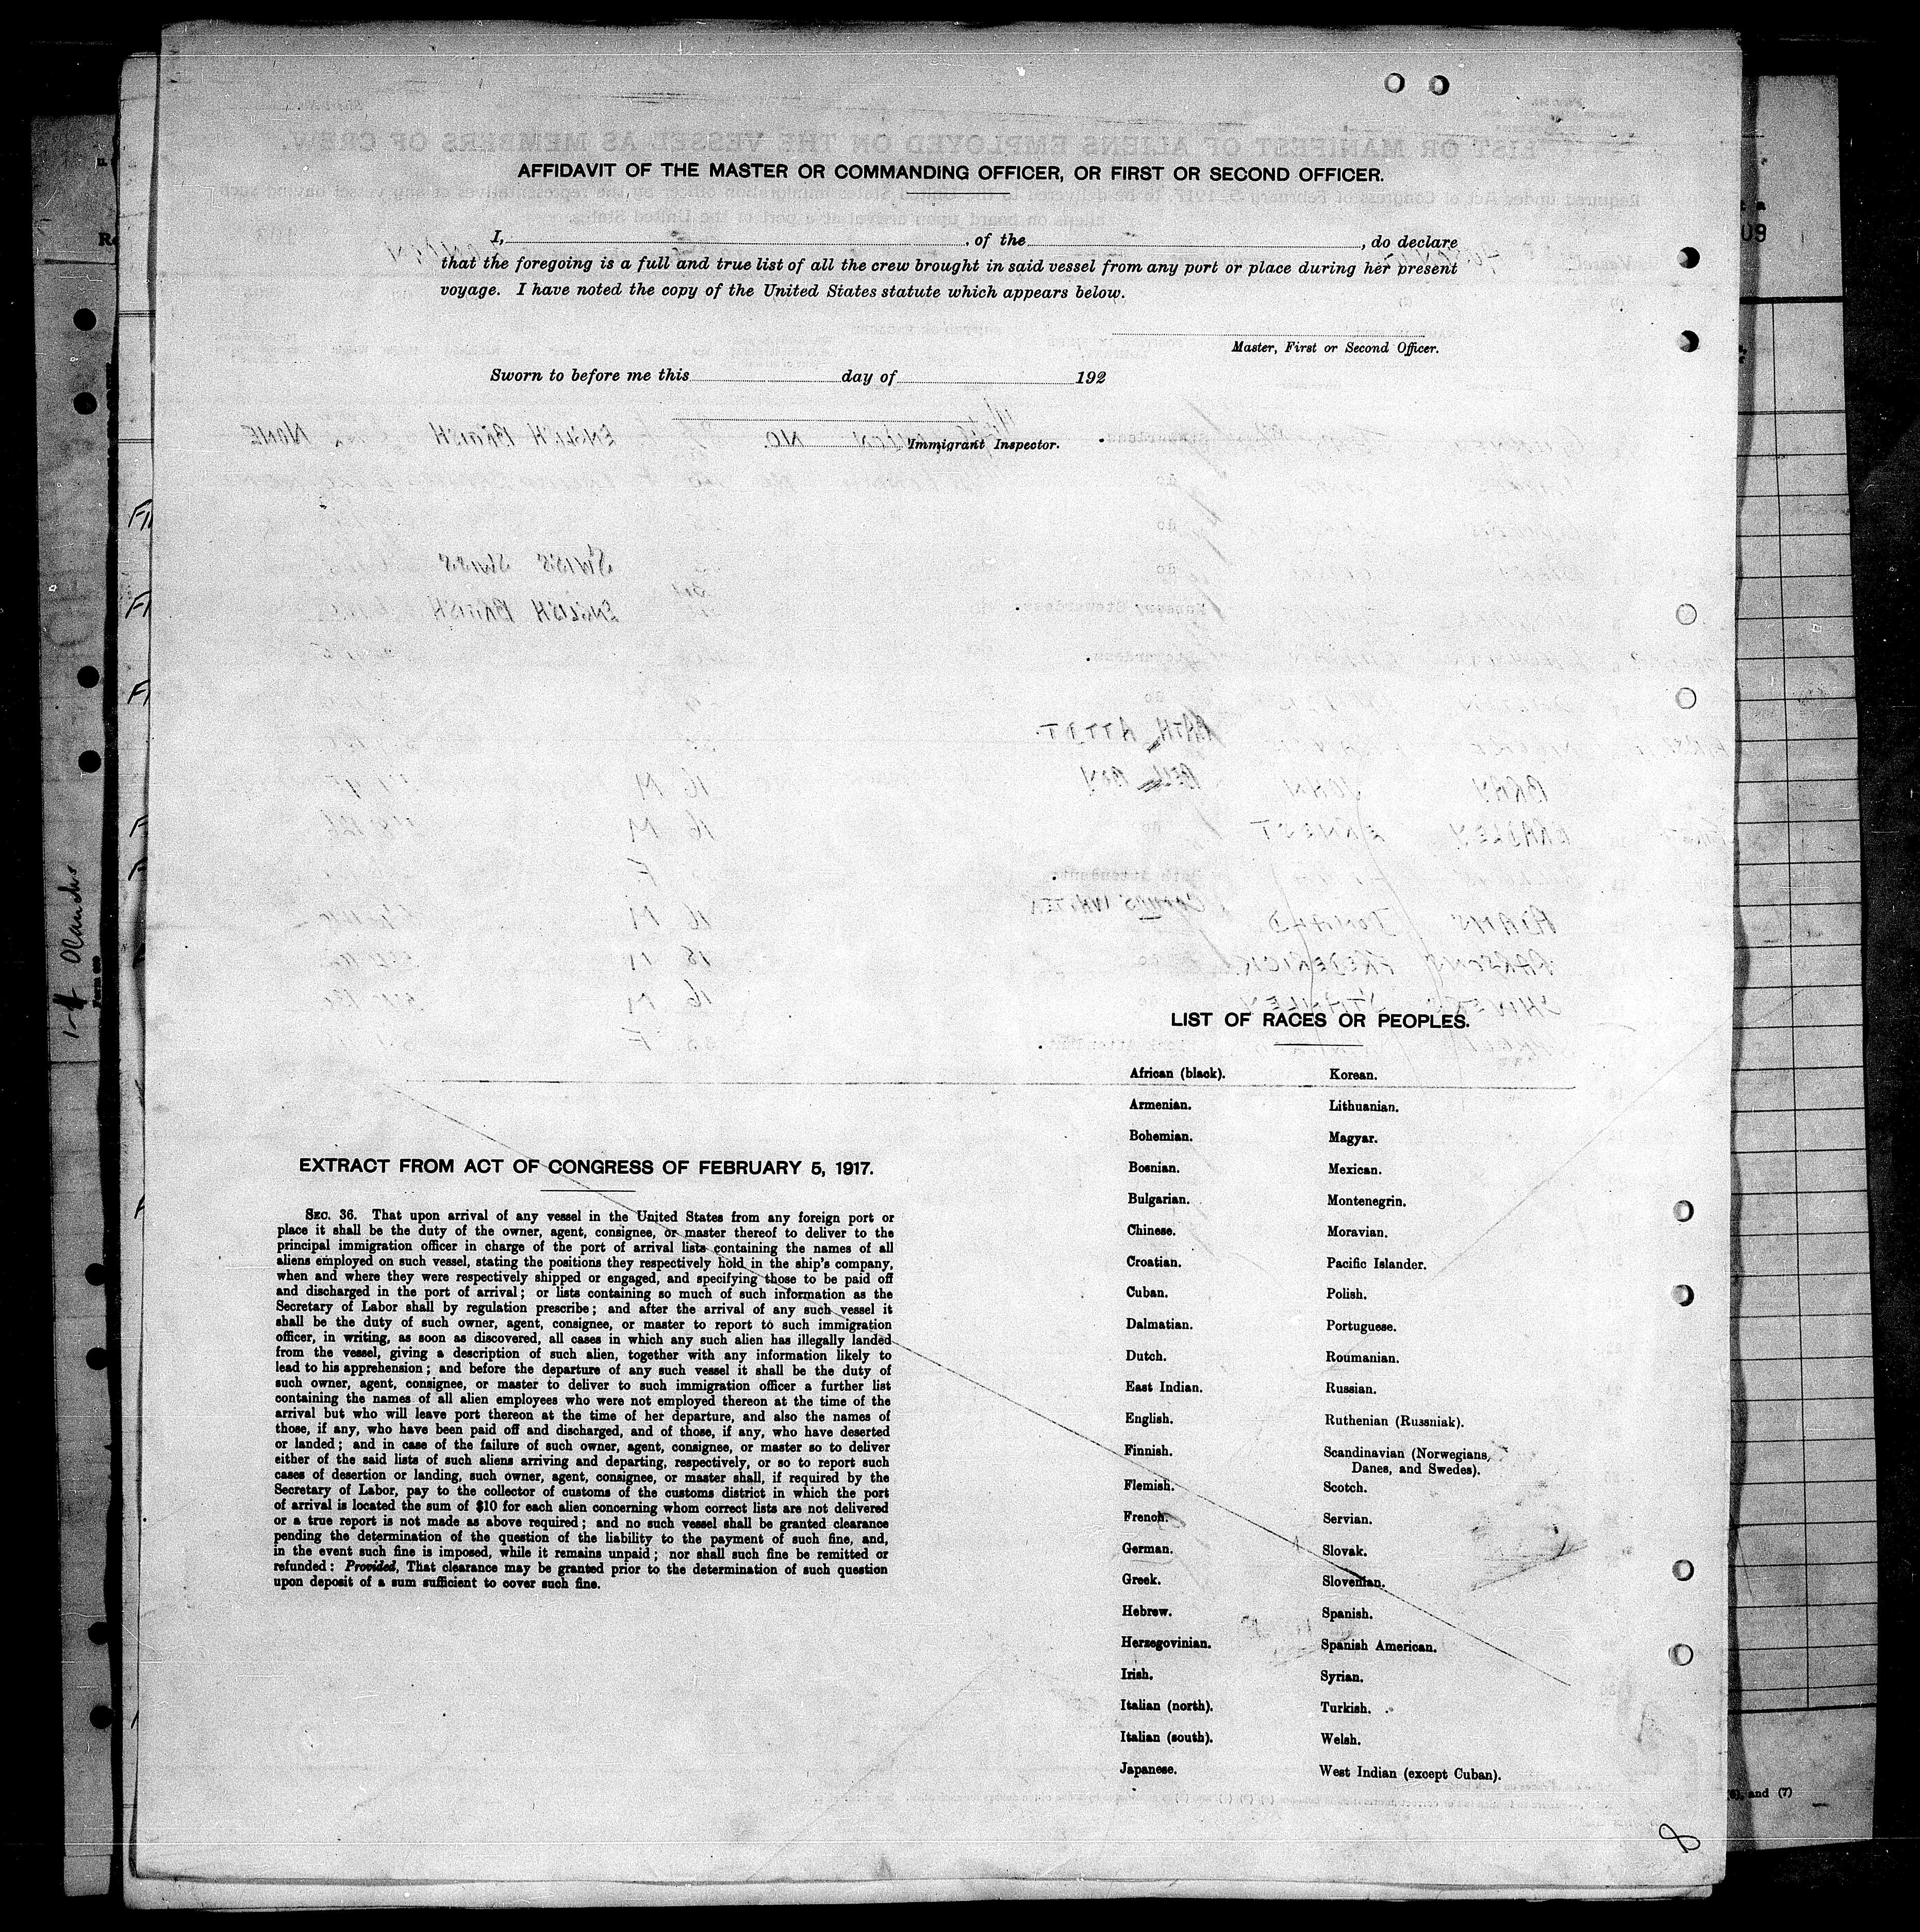 AFFIDAVIT OF THE MASTER OR COMMANDING OFFICER, OR FIRST OR SECOND OFFICER.
I, , of the , do declare
that the foregoing is a full and true list of all the crew brought in said vessel from any port or place during her present
voyage. I have noted the copy of the United States statute which appears below.
Master, First or Second Officer.
Sworn to before me this day of 192
Immigrant Inspector.
EXTRACT FROM ACT OF CONGRESS OF FEBRUARY 5, 1917.
SEC. 36. That upon arrival of any vessel in the United States from any foreign port or
place it shall be the duty of the owner, agent, consignee, or master thereof to deliver to the
principal immigration officer in charge of the port of arrival lists containing the names of all
aliens employed on such vessel, stating the positions they respectively hold in the ship's company,
when and where they were respectively shipped or engaged, and specifying those to be paid off
and discharged in the port of arrival; or lists containing so much of such information as the
Secretary of Labor shall by regulation prescribe; and after the arrival of any such vessel it
shall be the duty of such owner, agent, consignee, or master to report to such immigration
officer, in writing, as soon as discovered, all cases in which any such alien has illegally landed
from the vessel, giving a description of such alien, together with any information likely to
lead to his apprehension; and before the departure of any such vessel it shall be the duty of
such owner, agent, consignee, or master to deliver to such immigration officer a further list
containing the names of all alien employees who were not employed thereon at the time of the
arrival but who will leave port thereon at the time of her departure, and also the names of
those, if any, who have been paid off and discharged, and of those, if any, who have deserted
or landed; and in case of the failure of such owner, agent, consignee, or master so to deliver
either of the said lists of such aliens arriving and departing, respectively, or so to report such
cases of desertion or landing, such owner, agent, consignee, or master shall, if required by the
Secretary of Labor, pay to the collector of customs of the customs district in which the port
of arrival is located the sum of $10 for each alien concerning whom correct lists are not delivered
or a true report is not made as above required; and no such vessel shall be granted clearance
pending the determination of the question of the liability to the payment of such fine, and,
in the event such fine is imposed, while it remains unpaid; nor shall such fine be remitted or
refunded: Provided, That clearance may be granted prior to the determination of such question
upon deposit of a sum sufficient to cover such fine.
LIST OF RACES OR PEOPLES.
African (black). Korean.
Armenian. Lithuanian.
Bohemian. Magyar.
Bosnian. Mexican.
Bulgarian. Montenegrin.
Chinese. Moravian.
Croatian. Pacific Islander.
Cuban. Polish.
Dalmatian. Portuguese.
Dutch. Roumanian.
East Indian. Russian.
English. Ruthenian (Russniak).
Finnish. Scandinavian (Norwegians,
Danes, and Swedes).
Flemish. Scotch.
French. Servian.
German. Slovak.
Greek. Slovenian.
Hebrew. Spanish.
Herzegovinian. Spanish American.
Irish. Syrian.
Italian (north). Turkish.
Italian (south). Welsh.
Japanese. West Indian (except Cuban).
and (7)
8